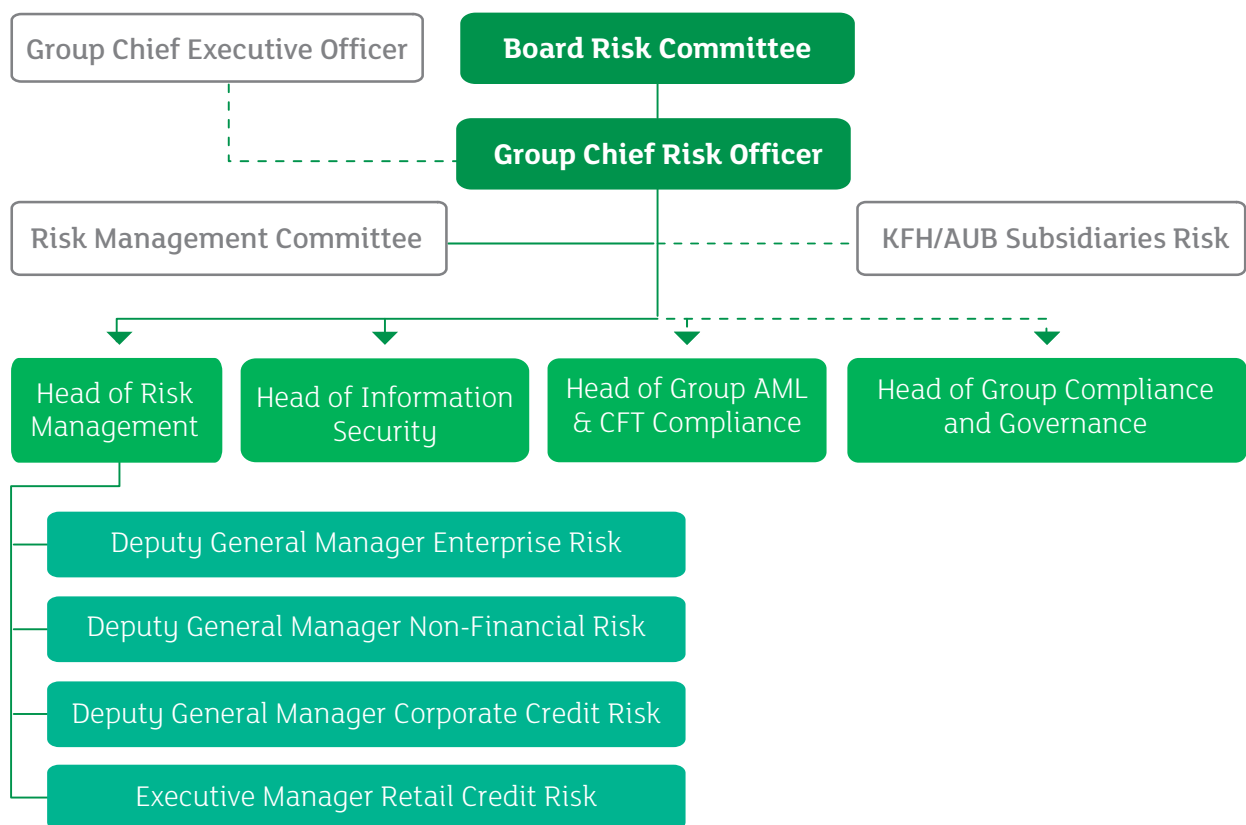 Group Chief Executive Officer
Board Risk Committee
Group Chief Risk Officer
Risk Management Committee
KFH/AUB Subsidiaries Risk
Head of Risk
Management
Head of Information
Security
Head of Group AML
& CFT Compliance
Head of Group Compliance
and Governance
Deputy General Manager Enterprise Risk
Deputy General Manager Non-Financial Risk
Deputy General Manager Corporate Credit Risk
Executive Manager Retail Credit Risk